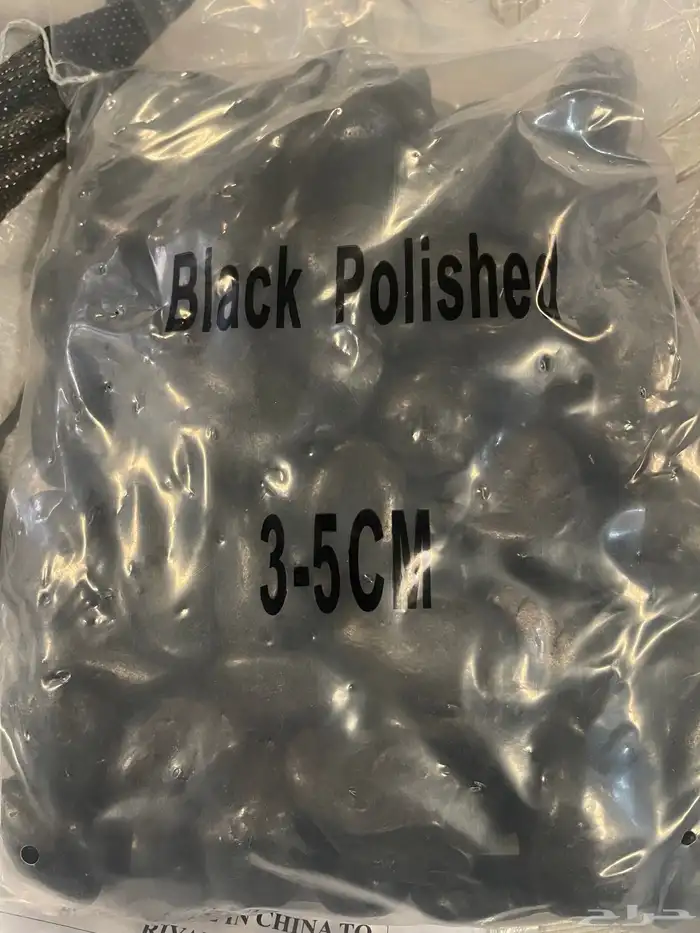 Black Polished
3-5CM
IN CHINA TO
حراج